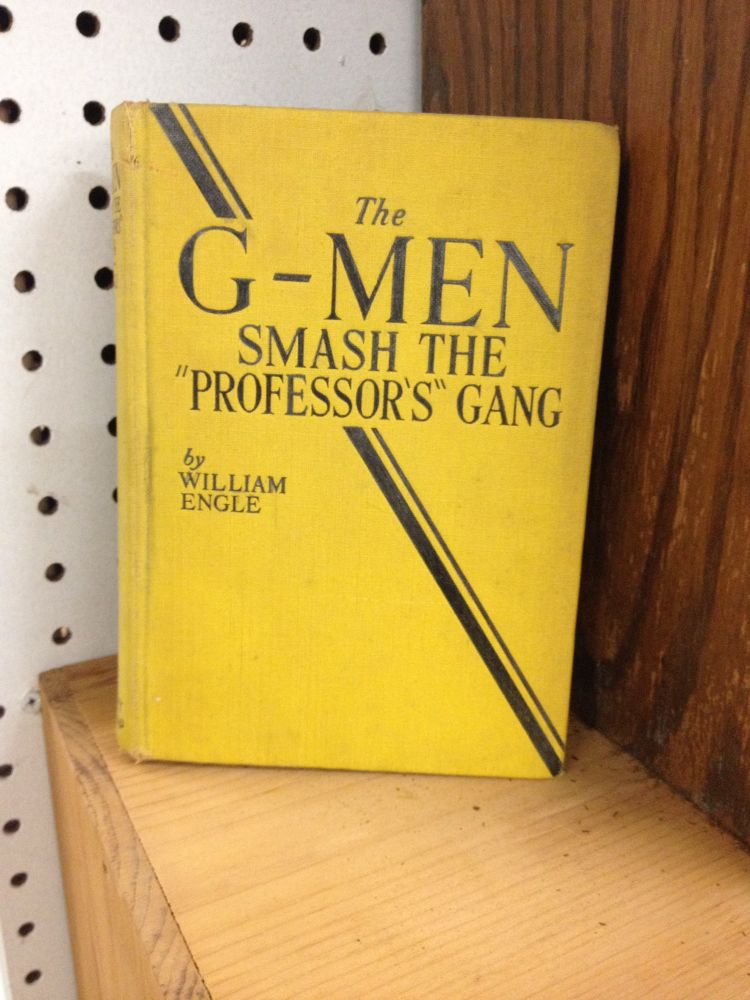 The
G-MEN
SMASH THE
"PROFESSOR'S" GANG
by
WILLIAM
ENGLE